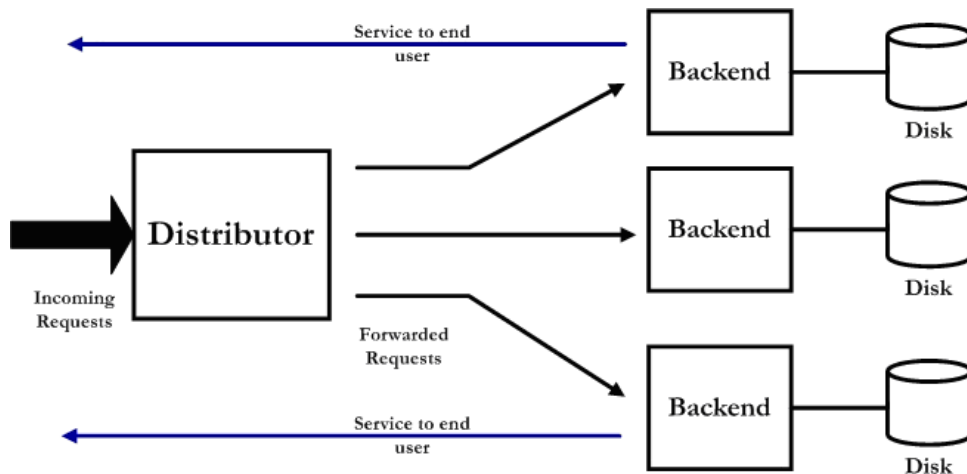 Service to end
user
Backend
Disk
Distributor
Backend
Disk
Incoming
Requests
Forwarded
Requests
Backend
Disk
Service to end
user